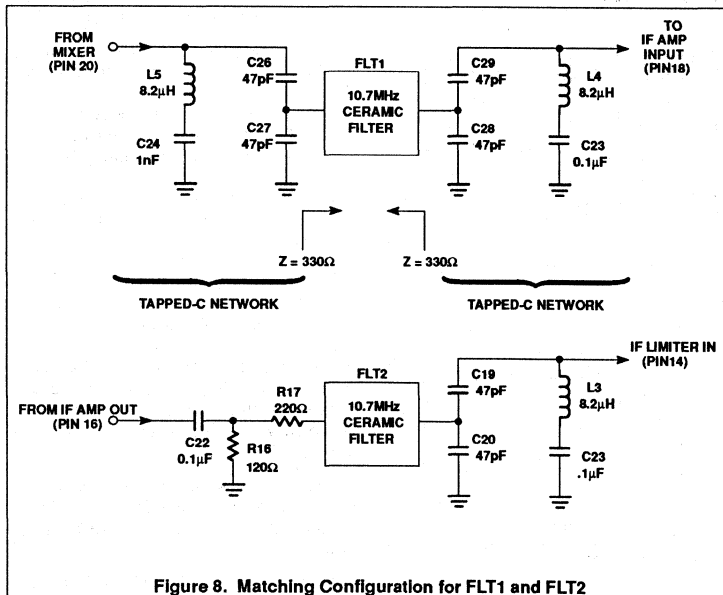 FROM
MIXER
(PIN 20)
L5
8.2µH
C24
1nF
C26
47pF
C27
47pF
FLT1
10.7MHz
CERAMIC
FILTER
C29
47pF
C28
47pF
L4
8.2µH
C23
0.1µF
TO
IF AMP
INPUT
(PIN18)
Z = 330Ω
Z = 330Ω
TAPPED-C NETWORK
TAPPED-C NETWORK
FROM IF AMP OUT
(PIN 16)
C22
0.1µF
R16
120Ω
R17
220Ω
FLT2
10.7MHz
CERAMIC
FILTER
C19
47pF
C20
47pF
L3
8.2µH
C23
.1µF
IF LIMITER IN
(PIN14)
Figure 8. Matching Configuration for FLT1 and FLT2